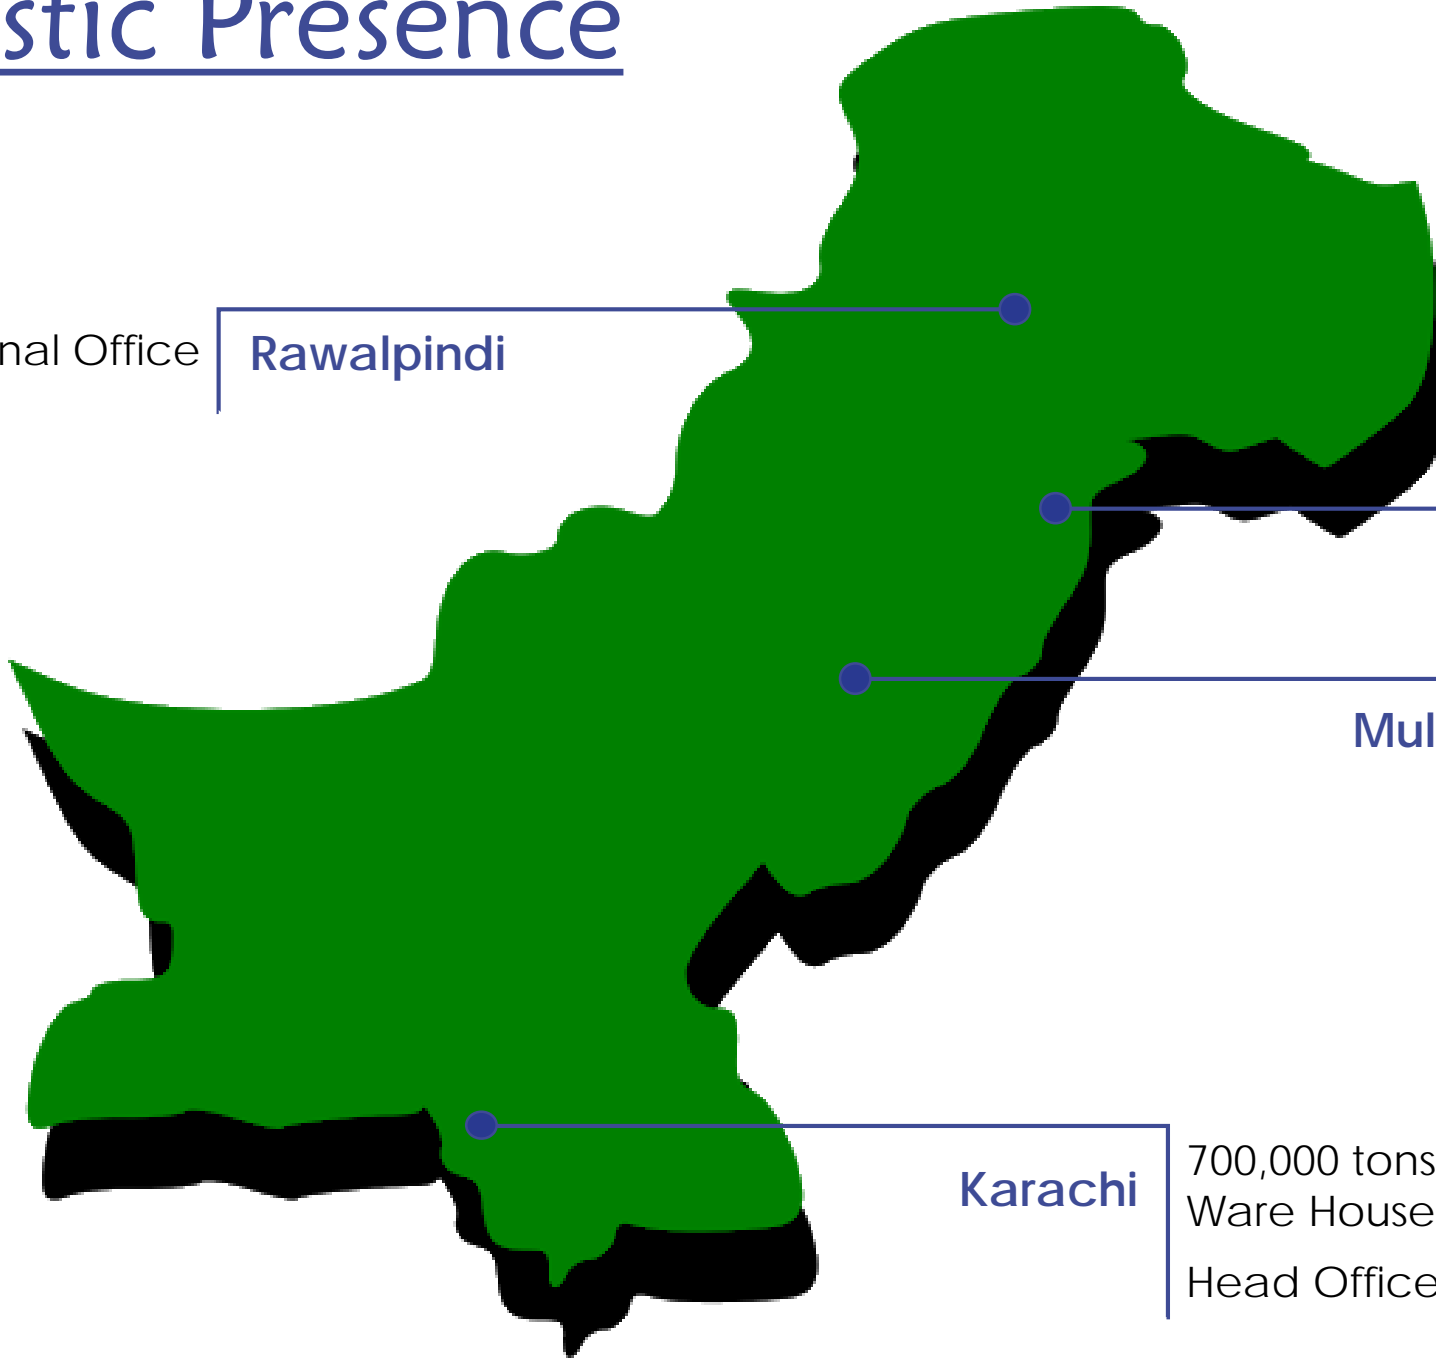 stic Presence
nal Office
Rawalpindi
Mul
Karachi
700,000 tons
Ware House
Head Office